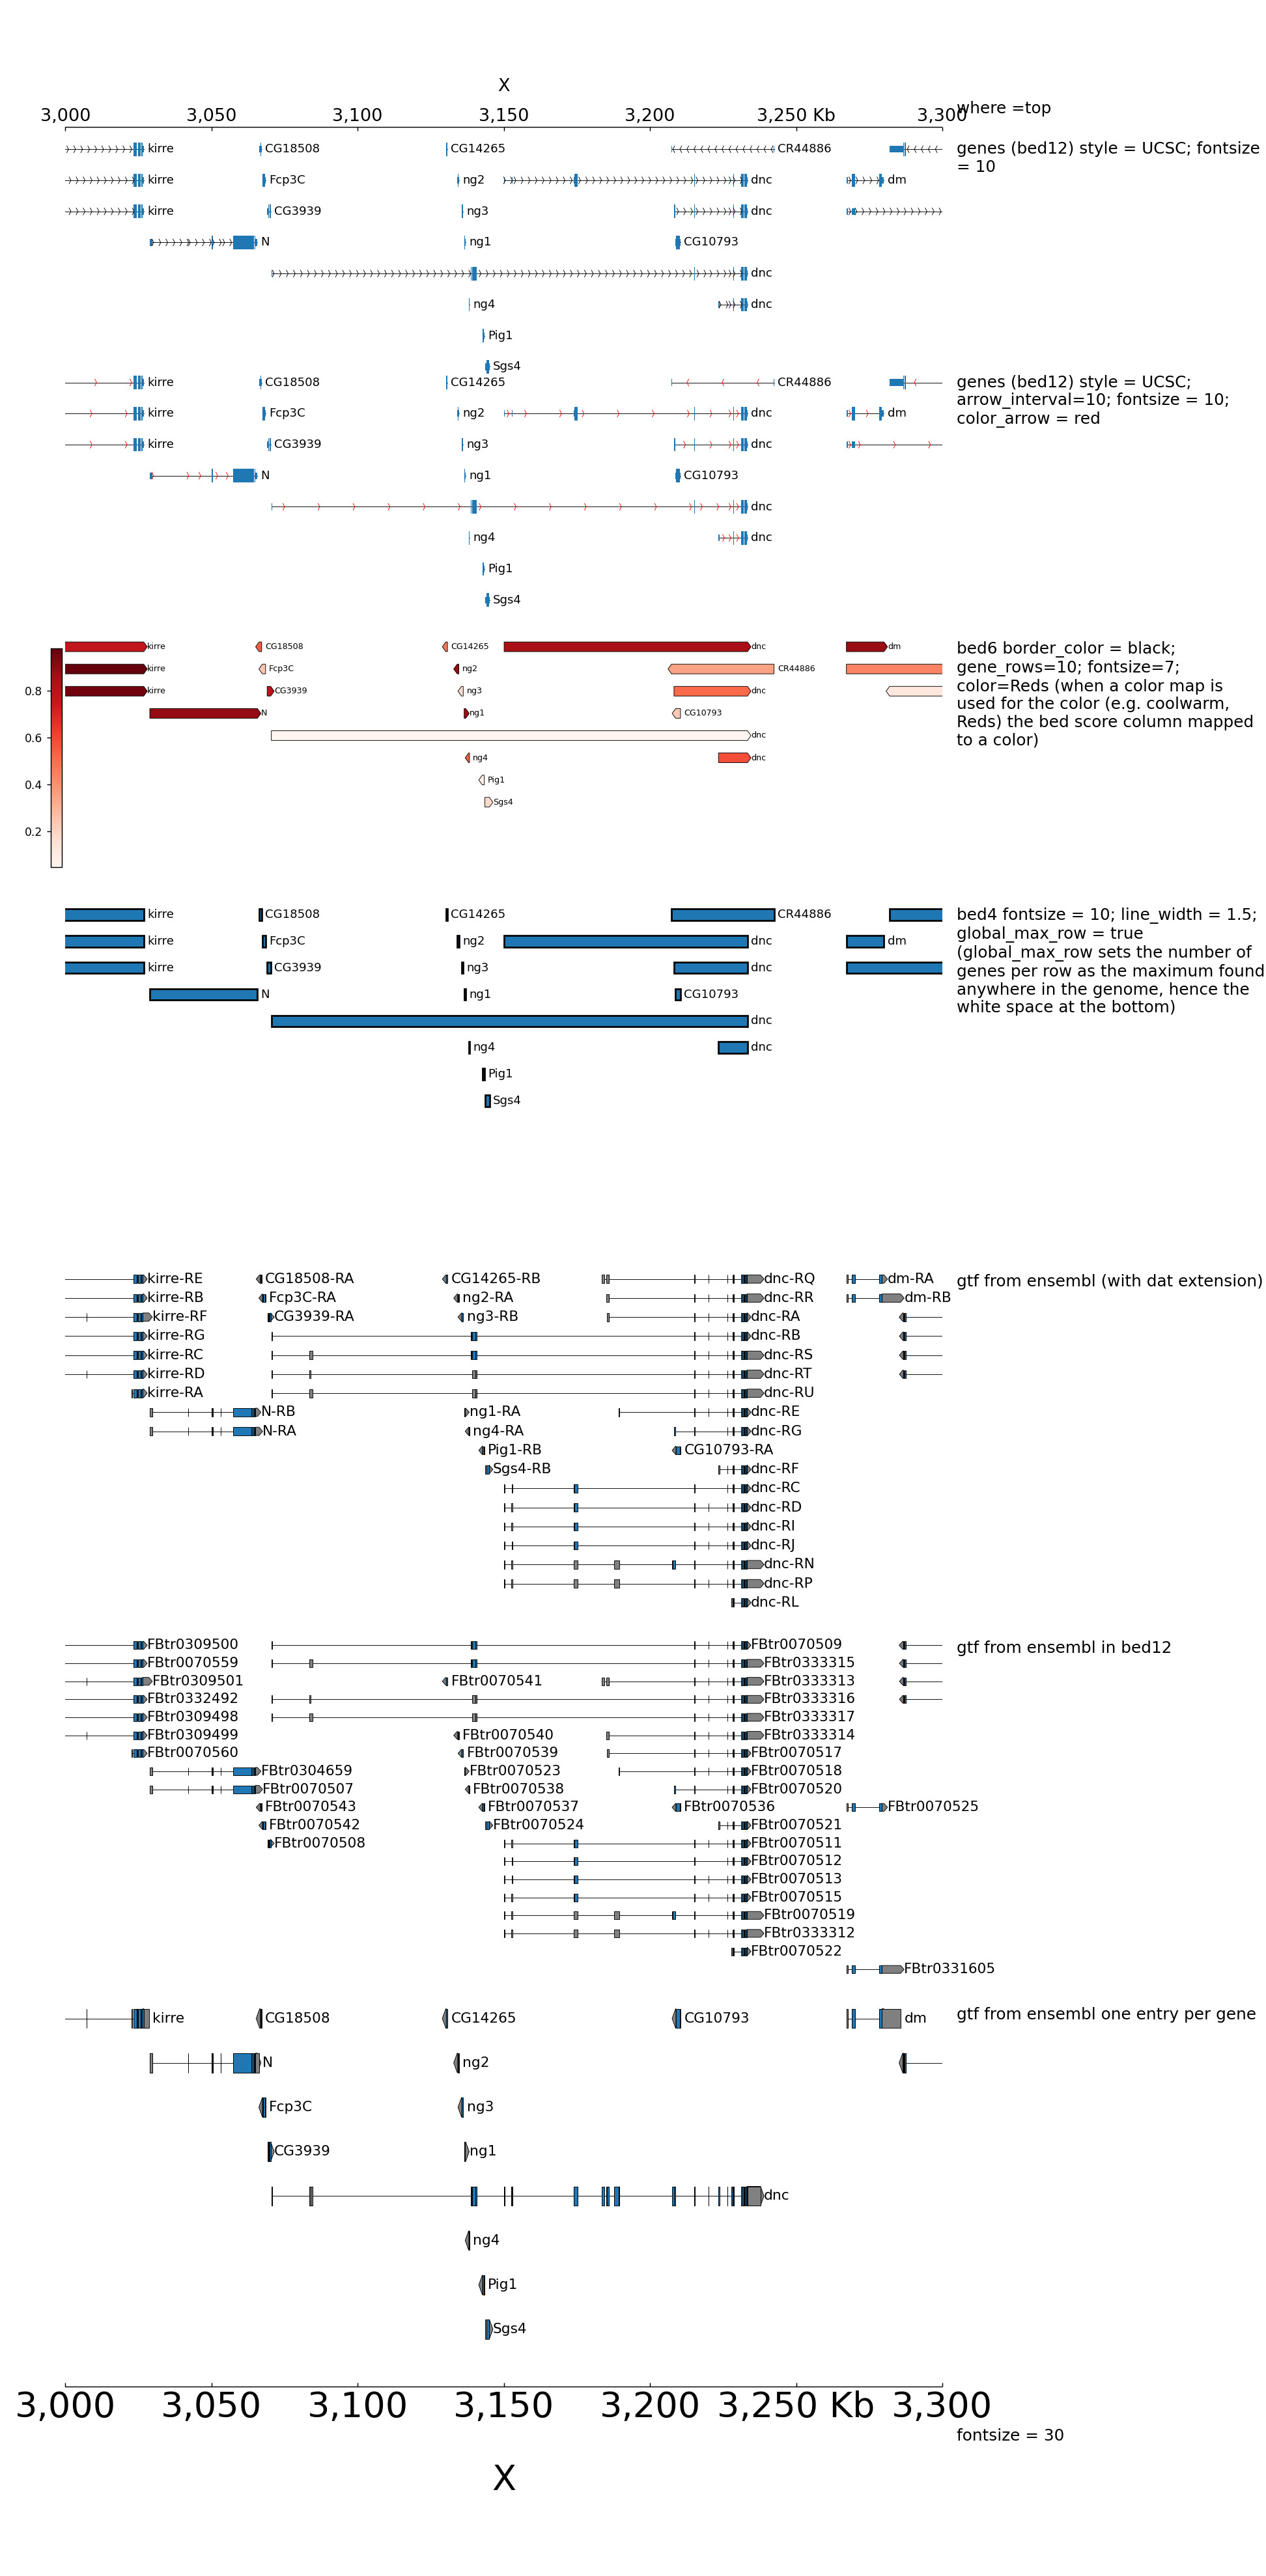 X
3,000 3,050 3,100 3,150 3,200 3,250 Kb 3,300
where =top
kirre CG18508 CG14265 CR44886
genes (bed12) style = UCSC; fontsize
= 10
kirre Fcp3C ng2 dnc dm
kirre CG3939 ng3 dnc
N ng1 CG10793
dnc
ng4 dnc
Pig1
Sgs4
kirre CG18508 CG14265 CR44886
genes (bed12) style = UCSC;
arrow_interval=10; fontsize = 10;
color_arrow = red
kirre Fcp3C ng2 dnc dm
kirre CG3939 ng3 dnc
N ng1 CG10793
dnc
ng4 dnc
Pig1
Sgs4
kirre CG18508 CG14265 dnc dm
kirre Fcp3C ng2 CR44886
kirre CG3939 ng3 dnc
N ng1 CG10793
dnc
ng4 dnc
Pig1
Sgs4
0.8
0.6
0.4
0.2
bed6 border_color = black;
gene_rows=10; fontsize=7;
color=Reds (when a color map is
used for the color (e.g. coolwarm,
Reds) the bed score column mapped
to a color)
kirre CG18508 CG14265 CR44886
kirre Fcp3C ng2 dnc dm
kirre CG3939 ng3 dnc
N ng1 CG10793
dnc
ng4 dnc
Pig1
Sgs4
bed4 fontsize = 10; line_width = 1.5;
global_max_row = true
(global_max_row sets the number of
genes per row as the maximum found
anywhere in the genome, hence the
white space at the bottom)
kirre-RE CG18508-RA CG14265-RB dnc-RQ dm-RA
gtf from ensembl (with dat extension)
kirre-RB Fcp3C-RA ng2-RA dnc-RR dm-RB
kirre-RF CG3939-RA ng3-RB dnc-RA
kirre-RG dnc-RB
kirre-RC dnc-RS
kirre-RD dnc-RT
kirre-RA dnc-RU
N-RB ng1-RA dnc-RE
N-RA ng4-RA dnc-RG
Pig1-RB CG10793-RA
Sgs4-RB dnc-RF
dnc-RC
dnc-RD
dnc-RI
dnc-RJ
dnc-RN
dnc-RP
dnc-RL
FBtr0309500 FBtr0070509
gtf from ensembl in bed12
FBtr0070559 FBtr0333315
FBtr0309501 FBtr0070541 FBtr0333313
FBtr0332492 FBtr0333316
FBtr0309498 FBtr0333317
FBtr0309499 FBtr0070540 FBtr0333314
FBtr0070560 FBtr0070539 FBtr0070517
FBtr0304659 FBtr0070523 FBtr0070518
FBtr0070507 FBtr0070538 FBtr0070520
FBtr0070543 FBtr0070537 FBtr0070536 FBtr0070525
FBtr0070542 FBtr0070524 FBtr0070521
FBtr0070508 FBtr0070511
FBtr0070512
FBtr0070513
FBtr0070515
FBtr0070519
FBtr0333312
FBtr0070522
FBtr0331605
kirre CG18508 CG14265 CG10793 dm
gtf from ensembl one entry per gene
N ng2
Fcp3C ng3
CG3939 ng1
dnc
ng4
Pig1
Sgs4
3,000 3,050 3,100 3,150 3,200 3,250 Kb 3,300
fontsize = 30
X